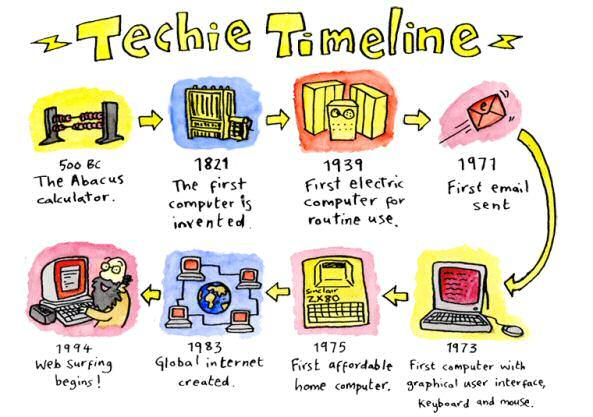 Techie Timeline
500 BC
The Abacus
calculator.
1821
The first
computer is
invented.
1939
First electric
computer for
routine use.
e
1971
First email
sent
1973
First computer with
graphical user interface,
Keyboard and mouse.
Sinclair
ZX80
1975
First affordable
home computer.
1983
Global internet
created.
1994
Web Surfing
begins!